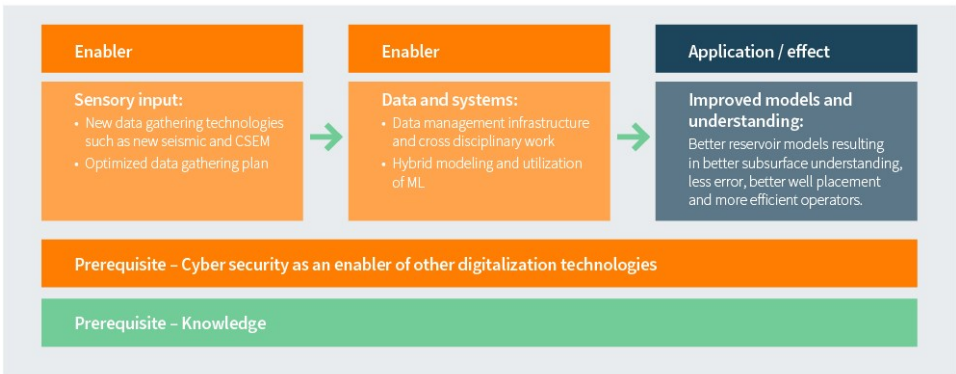 Enabler
Sensory input:
• New data gathering technologies
such as new seismic and CSEM
• Optimized data gathering plan
Enabler
Data and systems:
• Data management infrastructure
and cross disciplinary work
• Hybrid modeling and utilization
of ML
Application / effect
Improved models and
understanding:
Better reservoir models resulting
in better subsurface understanding,
less error, better well placement
and more efficient operators.
Prerequisite – Cyber security as an enabler of other digitalization technologies
Prerequisite – Knowledge